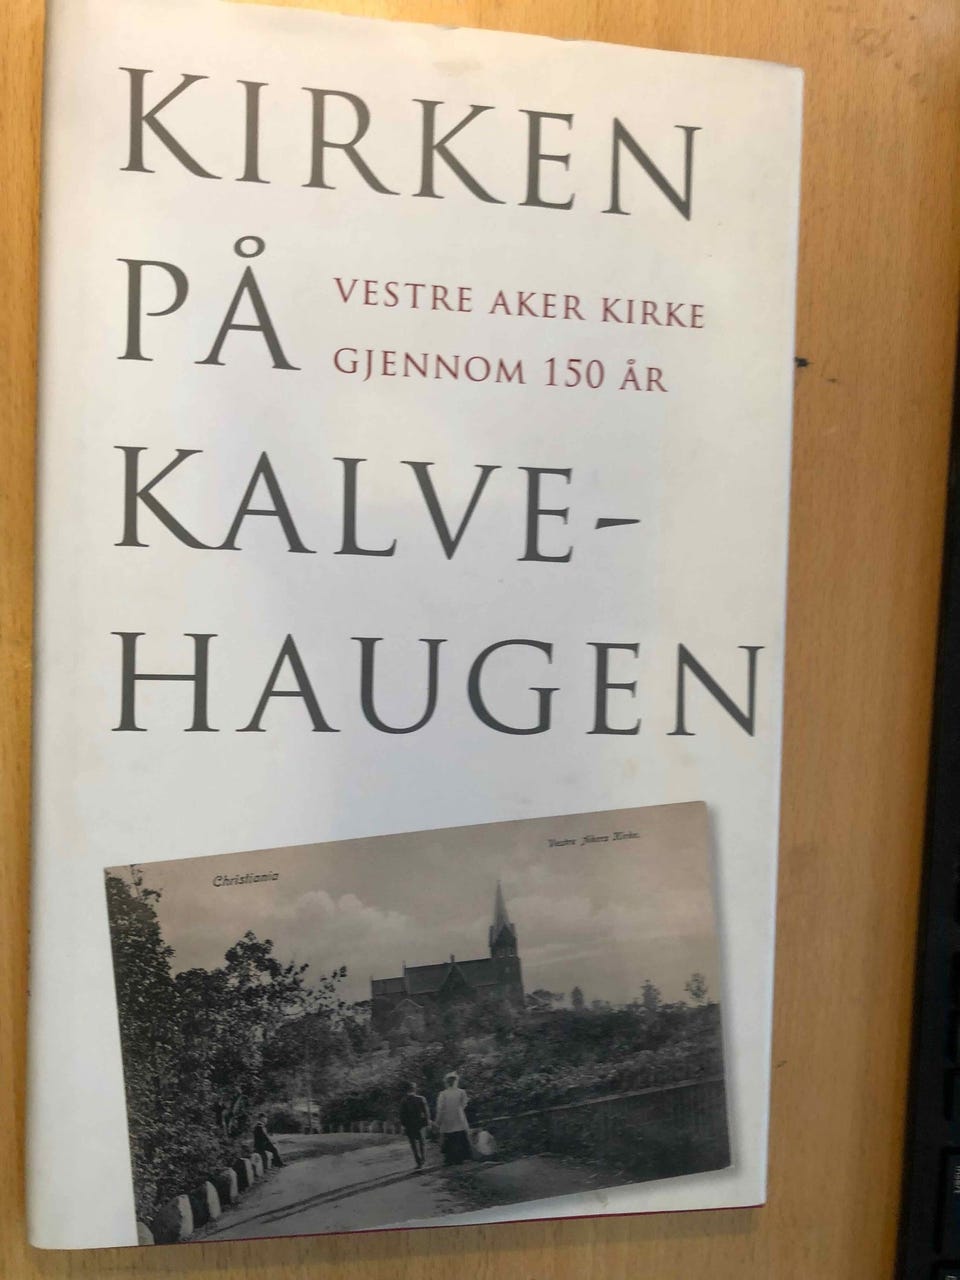 KIRKEN
PÅ
VESTRE AKER KIRKE
GJENNOM 150 ÅR
KALVE-
HAUGEN
Christiania
Vestre Akers Kirke.